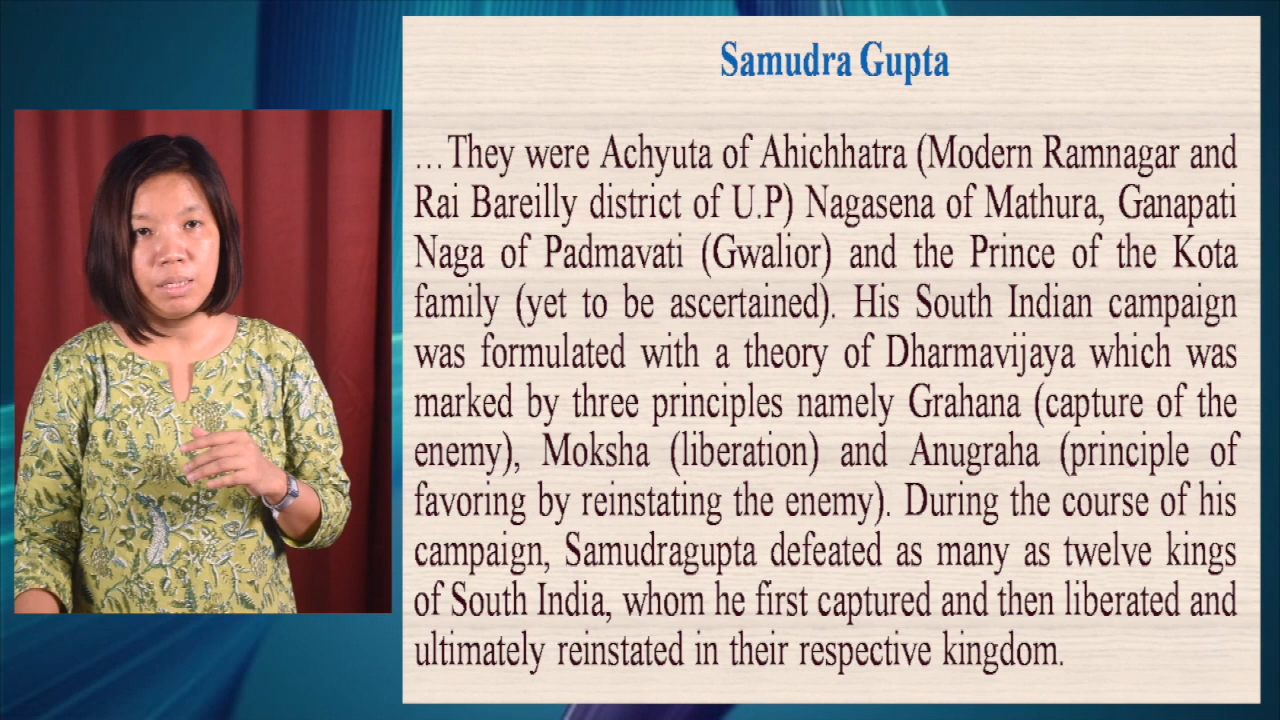 Samudra Gupta
…They were Achyuta of Ahichhatra (Modern Ramnagar and
Rai Bareilly district of U.P) Nagasena of Mathura, Ganapati
Naga of Padmavati (Gwalior) and the Prince of the Kota
family (yet to be ascertained). His South Indian campaign
was formulated with a theory of Dharmavijaya which was
marked by three principles namely Grahana (capture of the
enemy), Moksha (liberation) and Anugraha (principle of
favoring by reinstating the enemy). During the course of his
campaign, Samudragupta defeated as many as twelve kings
of South India, whom he first captured and then liberated and
ultimately reinstated in their respective kingdom.